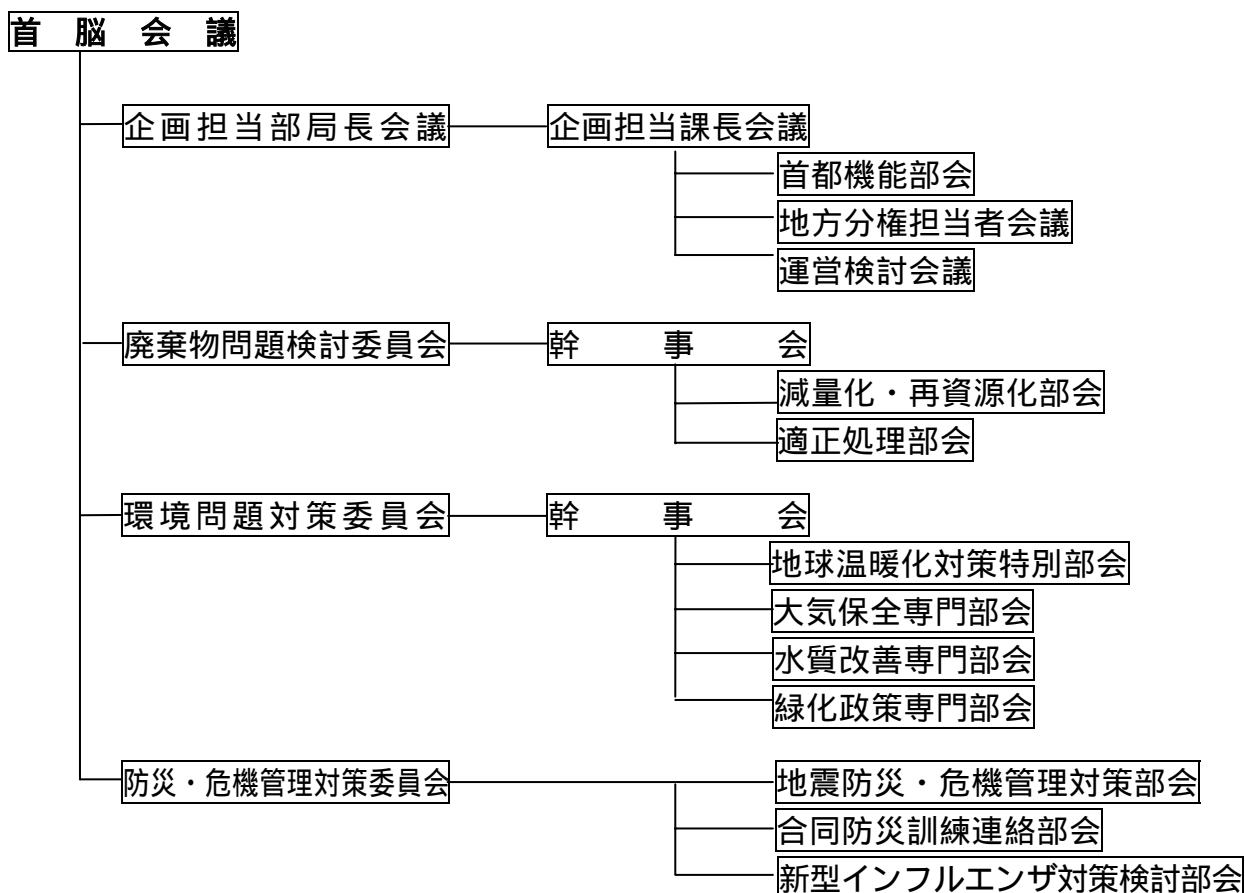 首脳会議
企画担当部局長会議 企画担当課長会議
首都機能部会
地方分権担当者会議
運営検討会議
廃棄物問題検討委員会 幹事会
減量化・再資源化部会
適正処理部会
環境問題対策委員会 幹事会
地球温暖化対策特別部会
大気保全専門部会
水質改善専門部会
緑化政策専門部会
防災・危機管理対策委員会 地震防災・危機管理対策部会
合同防災訓練連絡部会
新型インフルエンザ対策検討部会